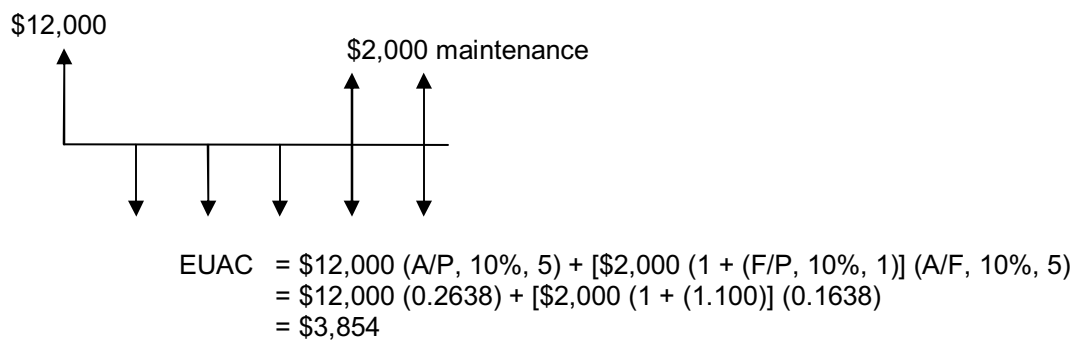 $12,000
$2,000 maintenance
EUAC = $12,000 (A/P, 10%, 5) + [$2,000 (1 + (F/P, 10%, 1)] (A/F, 10%, 5)
= $12,000 (0.2638) + [$2,000 (1 + (1.100)] (0.1638)
= $3,854